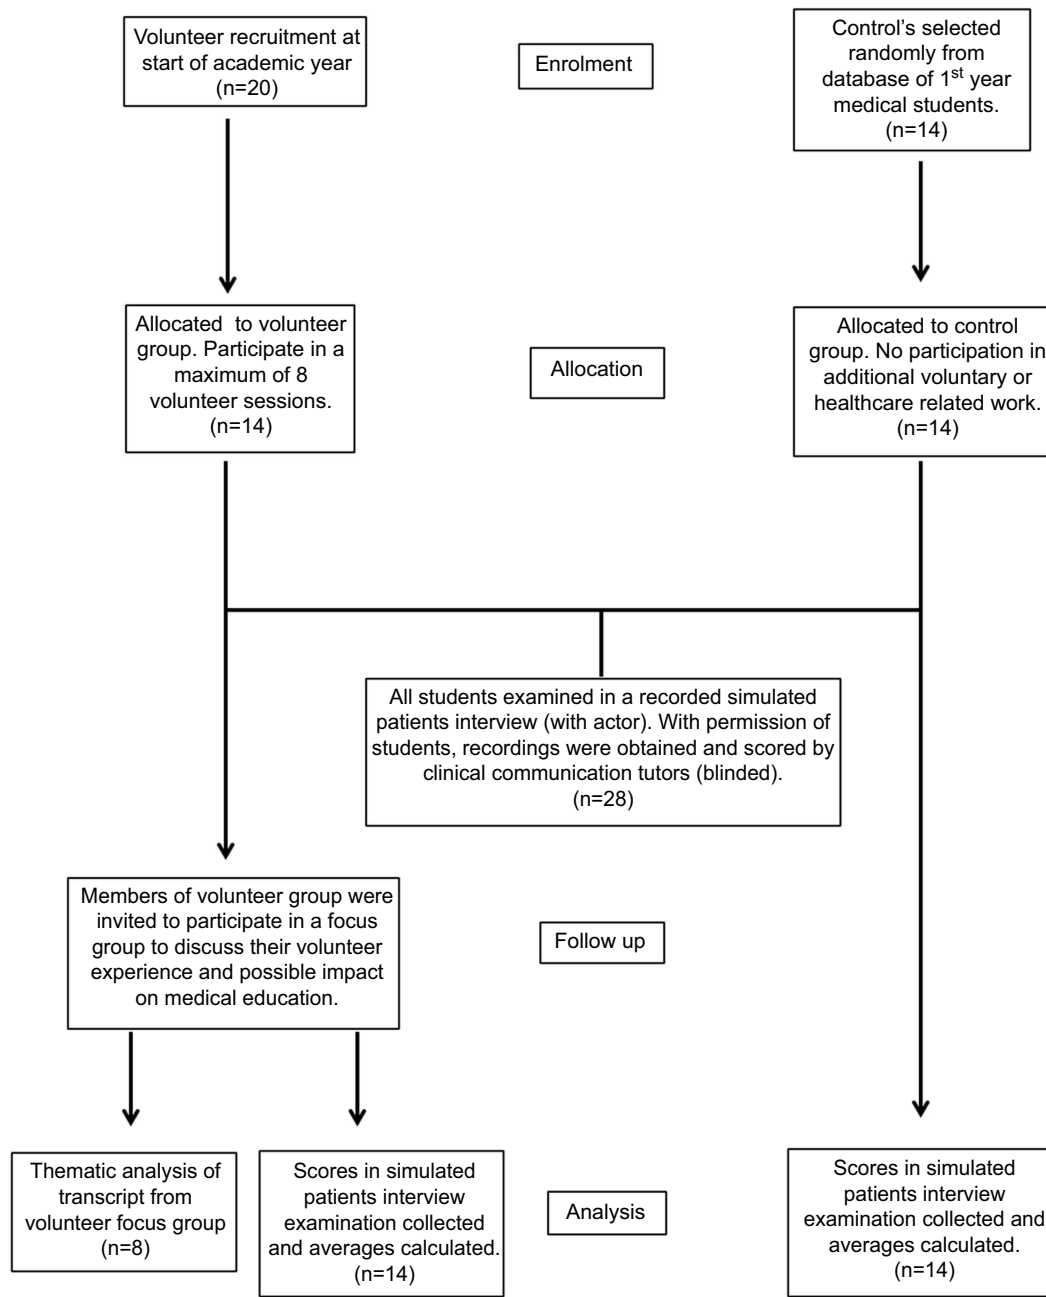 Volunteer recruitment at
start of academic year
(n=20)
Enrolment
Control's selected
randomly from
database of 1st year
medical students.
(n=14)
Allocated to volunteer
group. Participate in a
maximum of 8
volunteer sessions.
(n=14)
Allocation
Allocated to control
group. No participation in
additional voluntary or
healthcare related work.
(n=14)
All students examined in a recorded simulated
patients interview (with actor). With permission of
students, recordings were obtained and scored by
clinical communication tutors (blinded).
(n=28)
Members of volunteer group were
invited to participate in a focus
group to discuss their volunteer
experience and possible impact
on medical education.
Follow up
Thematic analysis of
transcript from
volunteer focus group
(n=8)
Scores in simulated
patients interview
examination collected
and averages calculated.
(n=14)
Analysis
Scores in simulated
patients interview
examination collected and
averages calculated.
(n=14)